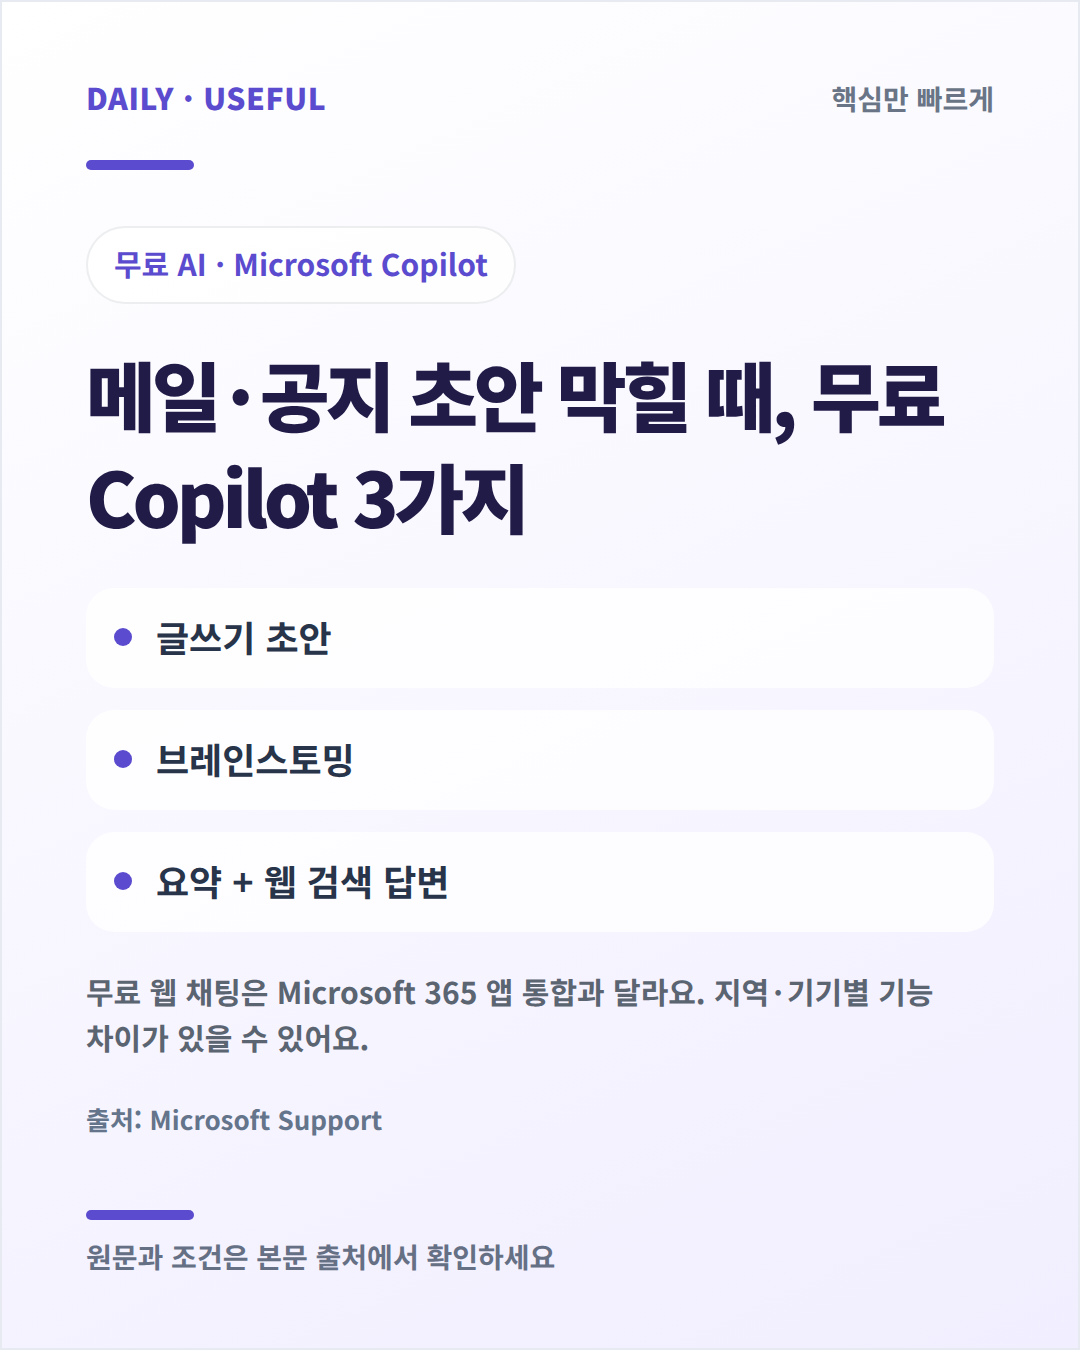 DAILY · USEFUL
핵심만 빠르게
무료 AI · Microsoft Copilot
메일·공지 초안 막힐 때, 무료
Copilot 3가지
글쓰기 초안
브레인스토밍
요약 + 웹 검색 답변
무료 웹 채팅은 Microsoft 365 앱 통합과 달라요. 지역·기기별 기능
차이가 있을 수 있어요.
출처: Microsoft Support
원문과 조건은 본문 출처에서 확인하세요